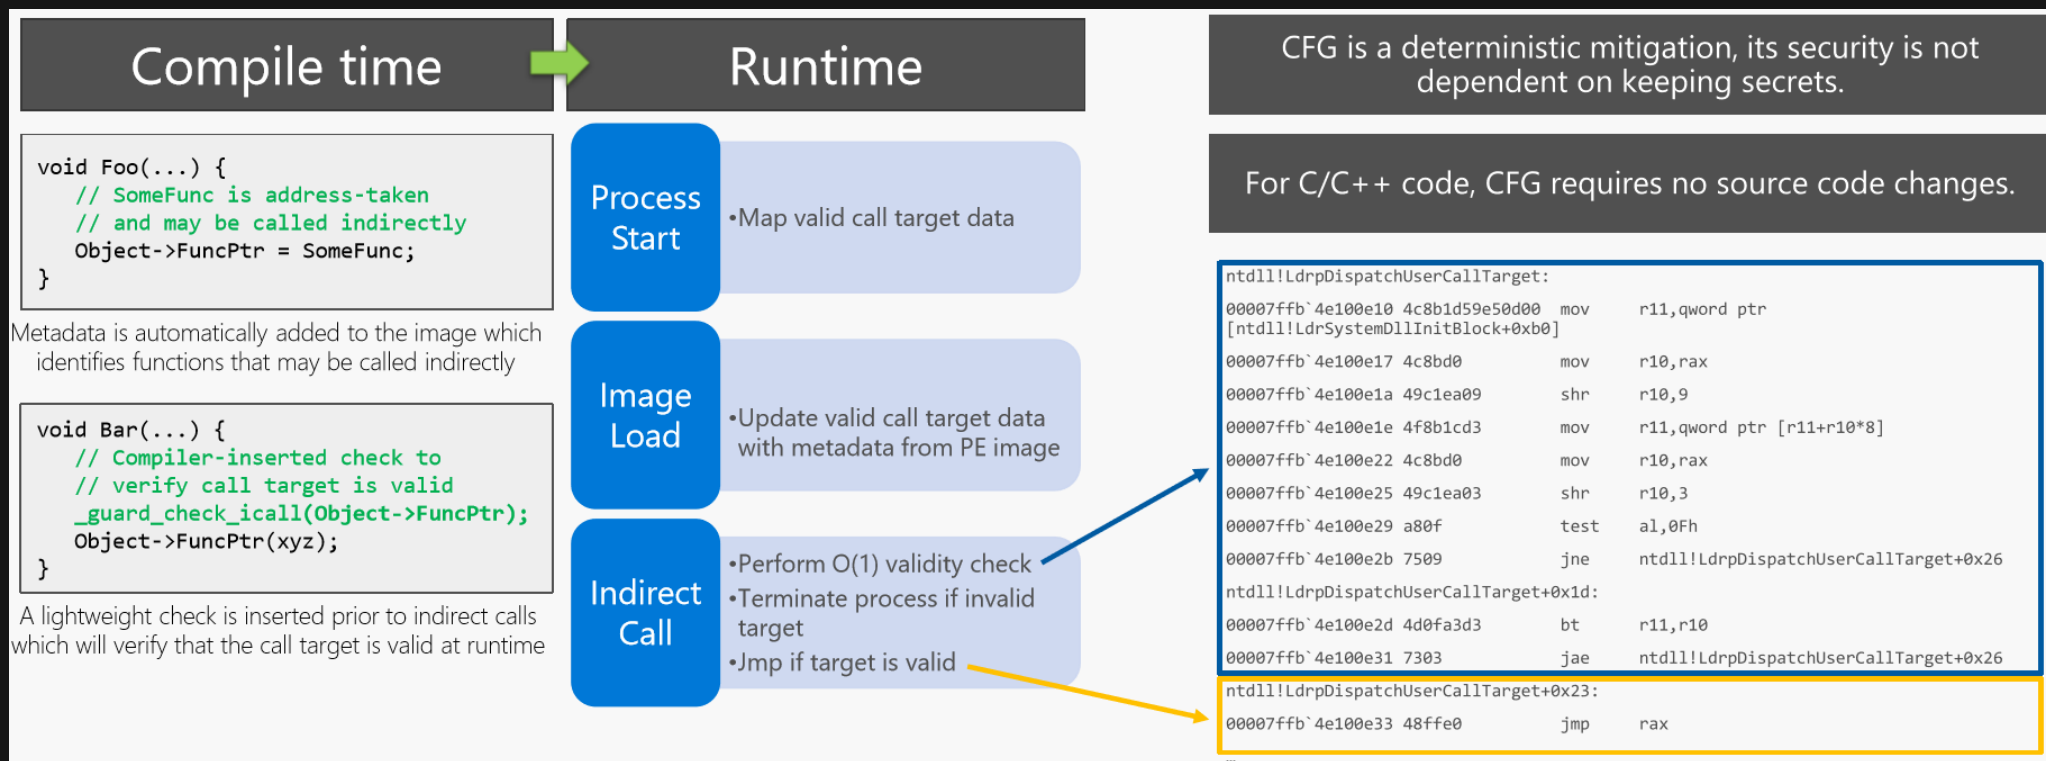 Compile time
Runtime
void Foo(...) {
// SomeFunc is address-taken
// and may be called indirectly
Object->FuncPtr = SomeFunc;
}
Metadata is automatically added to the image which
identifies functions that may be called indirectly
void Bar(...) {
// Compiler-inserted check to
// verify call target is valid
_guard_check_icall(Object->FuncPtr);
Object->FuncPtr(xyz);
}
A lightweight check is inserted prior to indirect calls
which will verify that the call target is valid at runtime
Process
Start
•Map valid call target data
Image
Load
•Update valid call target data
with metadata from PE image
Indirect
Call
•Perform O(1) validity check
•Terminate process if invalid
target
•Jmp if target is valid
CFG is a deterministic mitigation, its security is not
dependent on keeping secrets.
For C/C++ code, CFG requires no source code changes.
ntdll!LdrpDispatchUserCallTarget:
00007ffb`4e100e10 4c8b1d59e50d00 mov r11,qword ptr
[ntdll!LdrSystemDllInitBlock+0xb0]
00007ffb`4e100e17 4c8bd0 mov r10,rax
00007ffb`4e100e1a 49c1ea09 shr r10,9
00007ffb`4e100e1e 4f8b1cd3 mov r11,qword ptr [r11+r10*8]
00007ffb`4e100e22 4c8bd0 mov r10,rax
00007ffb`4e100e25 49c1ea03 shr r10,3
00007ffb`4e100e29 a80f test al,0Fh
00007ffb`4e100e2b 7509 jne ntdll!LdrpDispatchUserCallTarget+0x26
ntdll!LdrpDispatchUserCallTarget+0x1d:
00007ffb`4e100e2d 4d0fa3d3 bt r11,r10
00007ffb`4e100e31 7303 jae ntdll!LdrpDispatchUserCallTarget+0x26
ntdll!LdrpDispatchUserCallTarget+0x23:
00007ffb`4e100e33 48ffe0 jmp rax
…